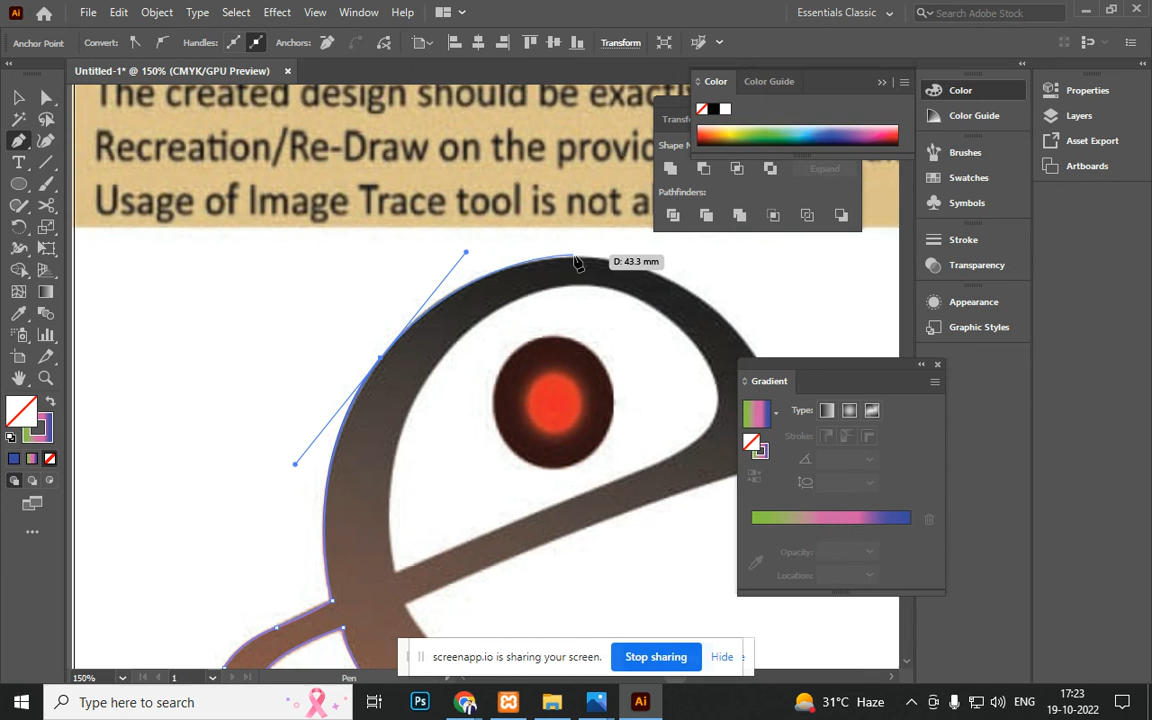 Ai
File Edit Object Type Select Effect View Window Help
Essentials Classic
Search Adobe Stock
Anchor Point
Convert:
Handles:
Anchors:
Transform
Untitled-1* @ 150% (CMYK/GPU Preview)
The created design should be exac
Recreation/Re-Draw on the provi
Usage of Image Trace tool is not a
Color Color Guide
Transf
Shape M
Expand
Pathfinders:
Color
Color Guide
Brushes
Swatches
Symbols
Stroke
Transparency
Appearance
Graphic Styles
Properties
Layers
Asset Export
Artboards
D: 43.3 mm
Gradient
Type:
Stroke:
Opacity:
Location:
screenapp.io is sharing your screen.
Stop sharing
Hide
150%
1
Pen
Type here to search
Ps
Ai
31°C Haze
ENG
17:23
19-10-2022